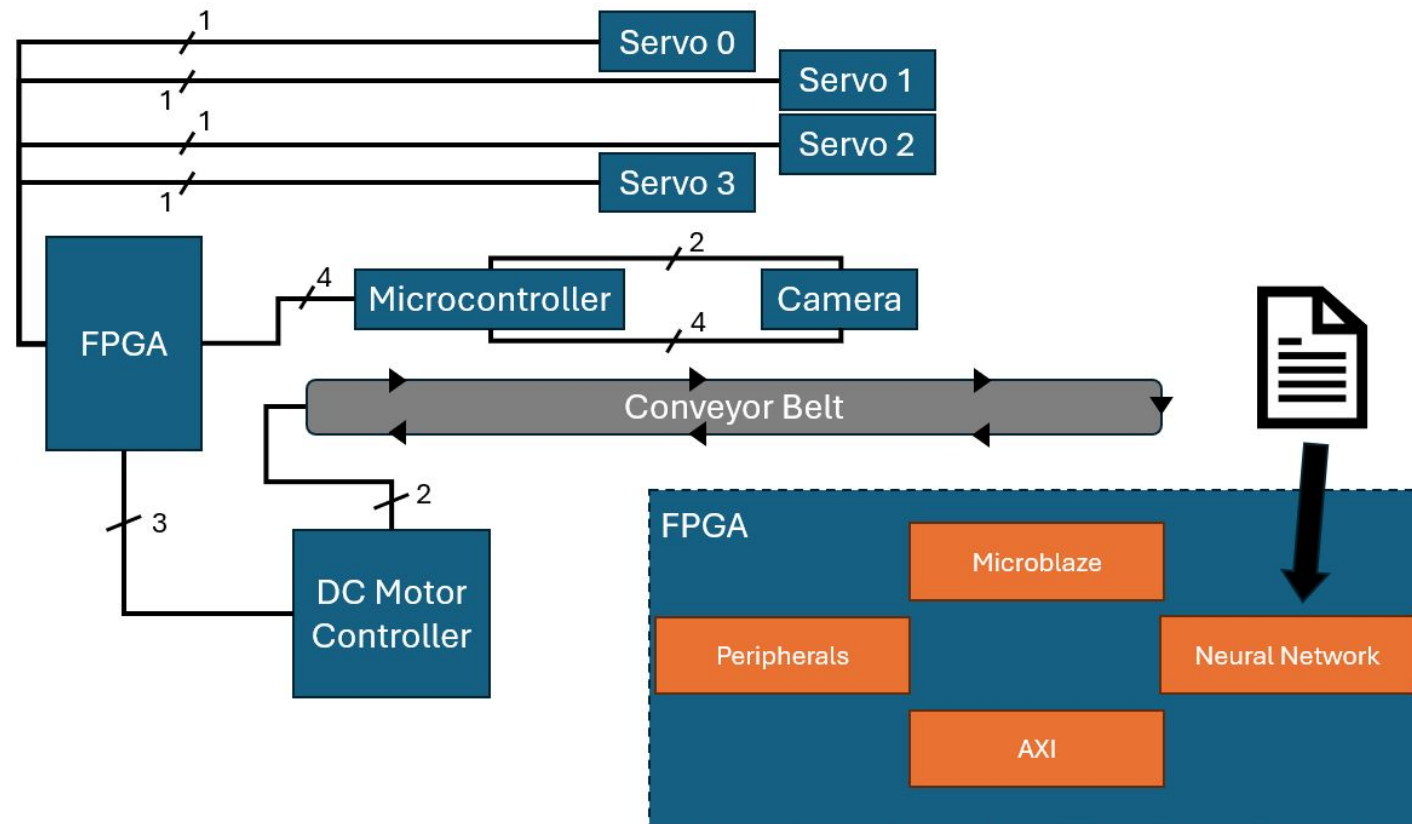 1
Servo 0
1
Servo 1
1
Servo 2
1
Servo 3
2
4
Microcontroller
Camera
4
FPGA
Conveyor Belt
2
3
DC Motor
Controller
FPGA
Microblaze
Peripherals
Neural Network
AXI